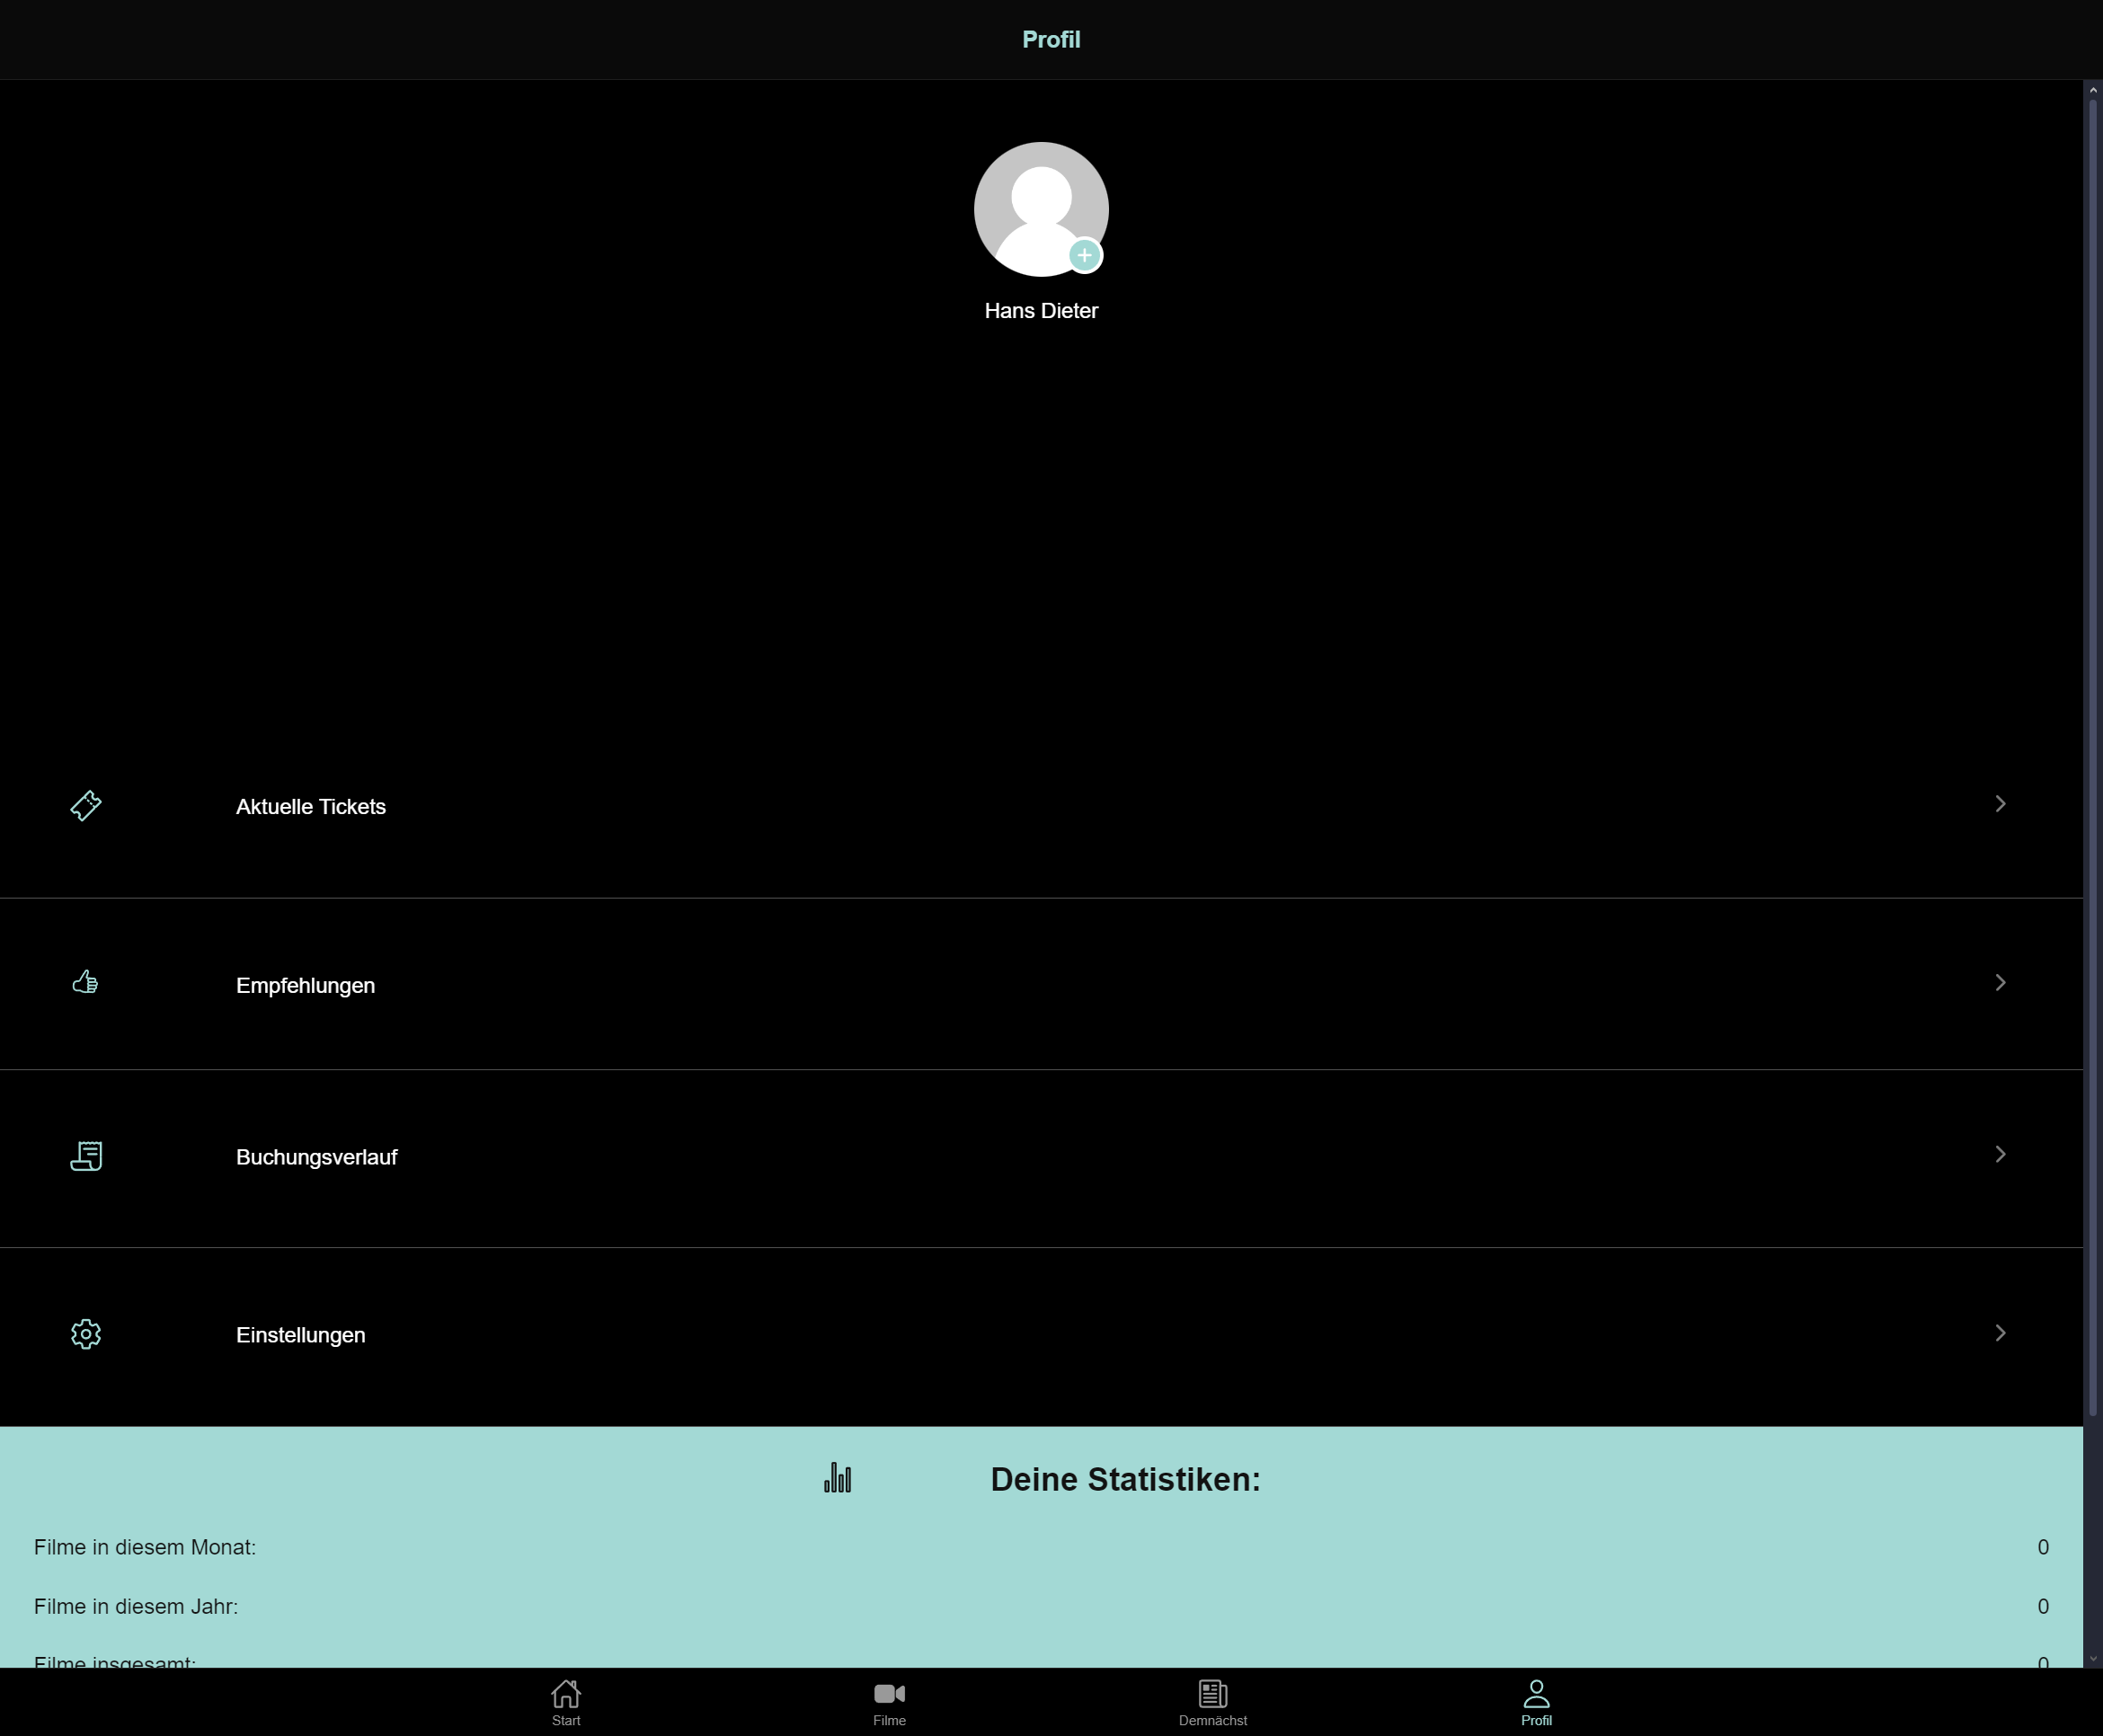 Profil
Hans Dieter
Aktuelle Tickets
Empfehlungen
Buchungsverlauf
Einstellungen
Deine Statistiken:
Filme in diesem Monat: 0
Filme in diesem Jahr: 0
Filme insgesamt: 0
Start Filme Demnächst Profil